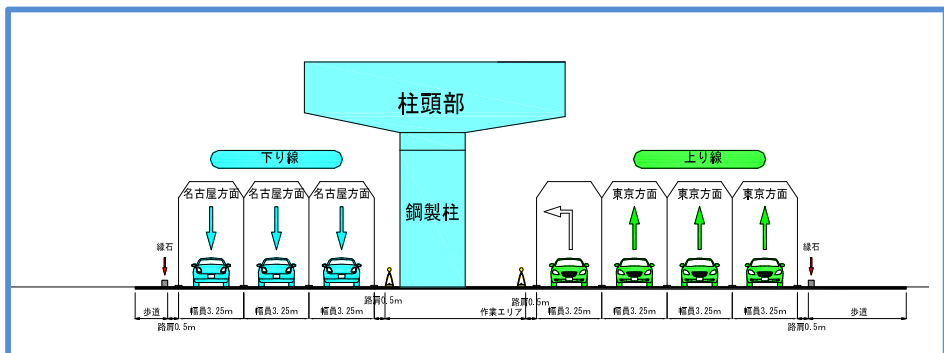 柱頭部
下り線
上り線
名古屋方面
名古屋方面
名古屋方面
鋼製柱
東京方面
東京方面
東京方面
縁石
縁石
歩道
路肩0.5m
幅員3.25m
幅員3.25m
幅員3.25m
路肩0.5m
作業エリア
路肩0.5m
幅員3.25m
幅員3.25m
幅員3.25m
幅員3.25m
路肩0.5m
歩道